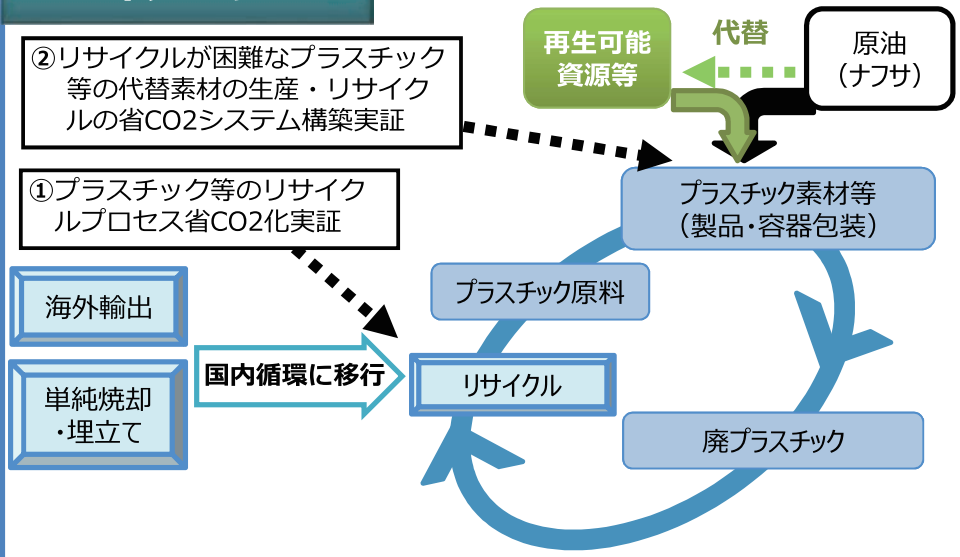 ②リサイクルが困難なプラスチック
等の代替素材の生産・リサイク
ルの省CO2システム構築実証
①プラスチック等のリサイク
ルプロセス省CO2化実証
再生可能
資源等
代替
原油
（ナフサ）
プラスチック素材等
（製品・容器包装）
プラスチック原料
海外輸出
単純焼却
・埋立て
国内循環に移行
リサイクル
廃プラスチック